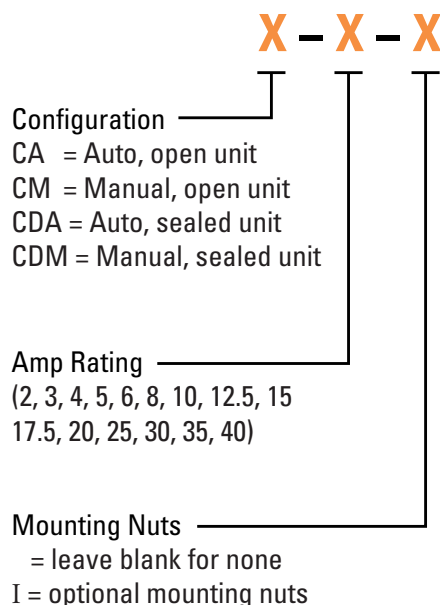 X – X – X
Configuration
CA = Auto, open unit
CM = Manual, open unit
CDA = Auto, sealed unit
CDM = Manual, sealed unit
Amp Rating
(2, 3, 4, 5, 6, 8, 10, 12.5, 15
17.5, 20, 25, 30, 35, 40)
Mounting Nuts
= leave blank for none
I = optional mounting nuts